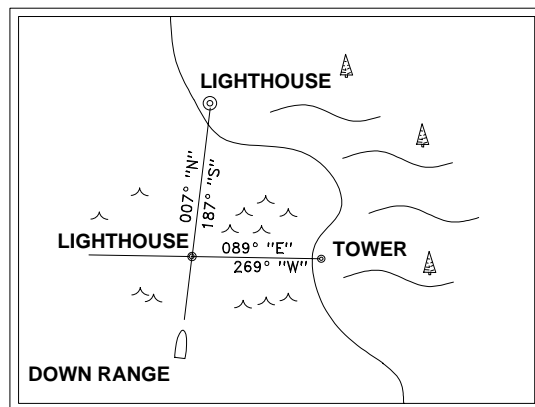 LIGHTHOUSE
007° "N"
187° "S"
LIGHTHOUSE
089° "E"
TOWER
269° "W"
DOWN RANGE